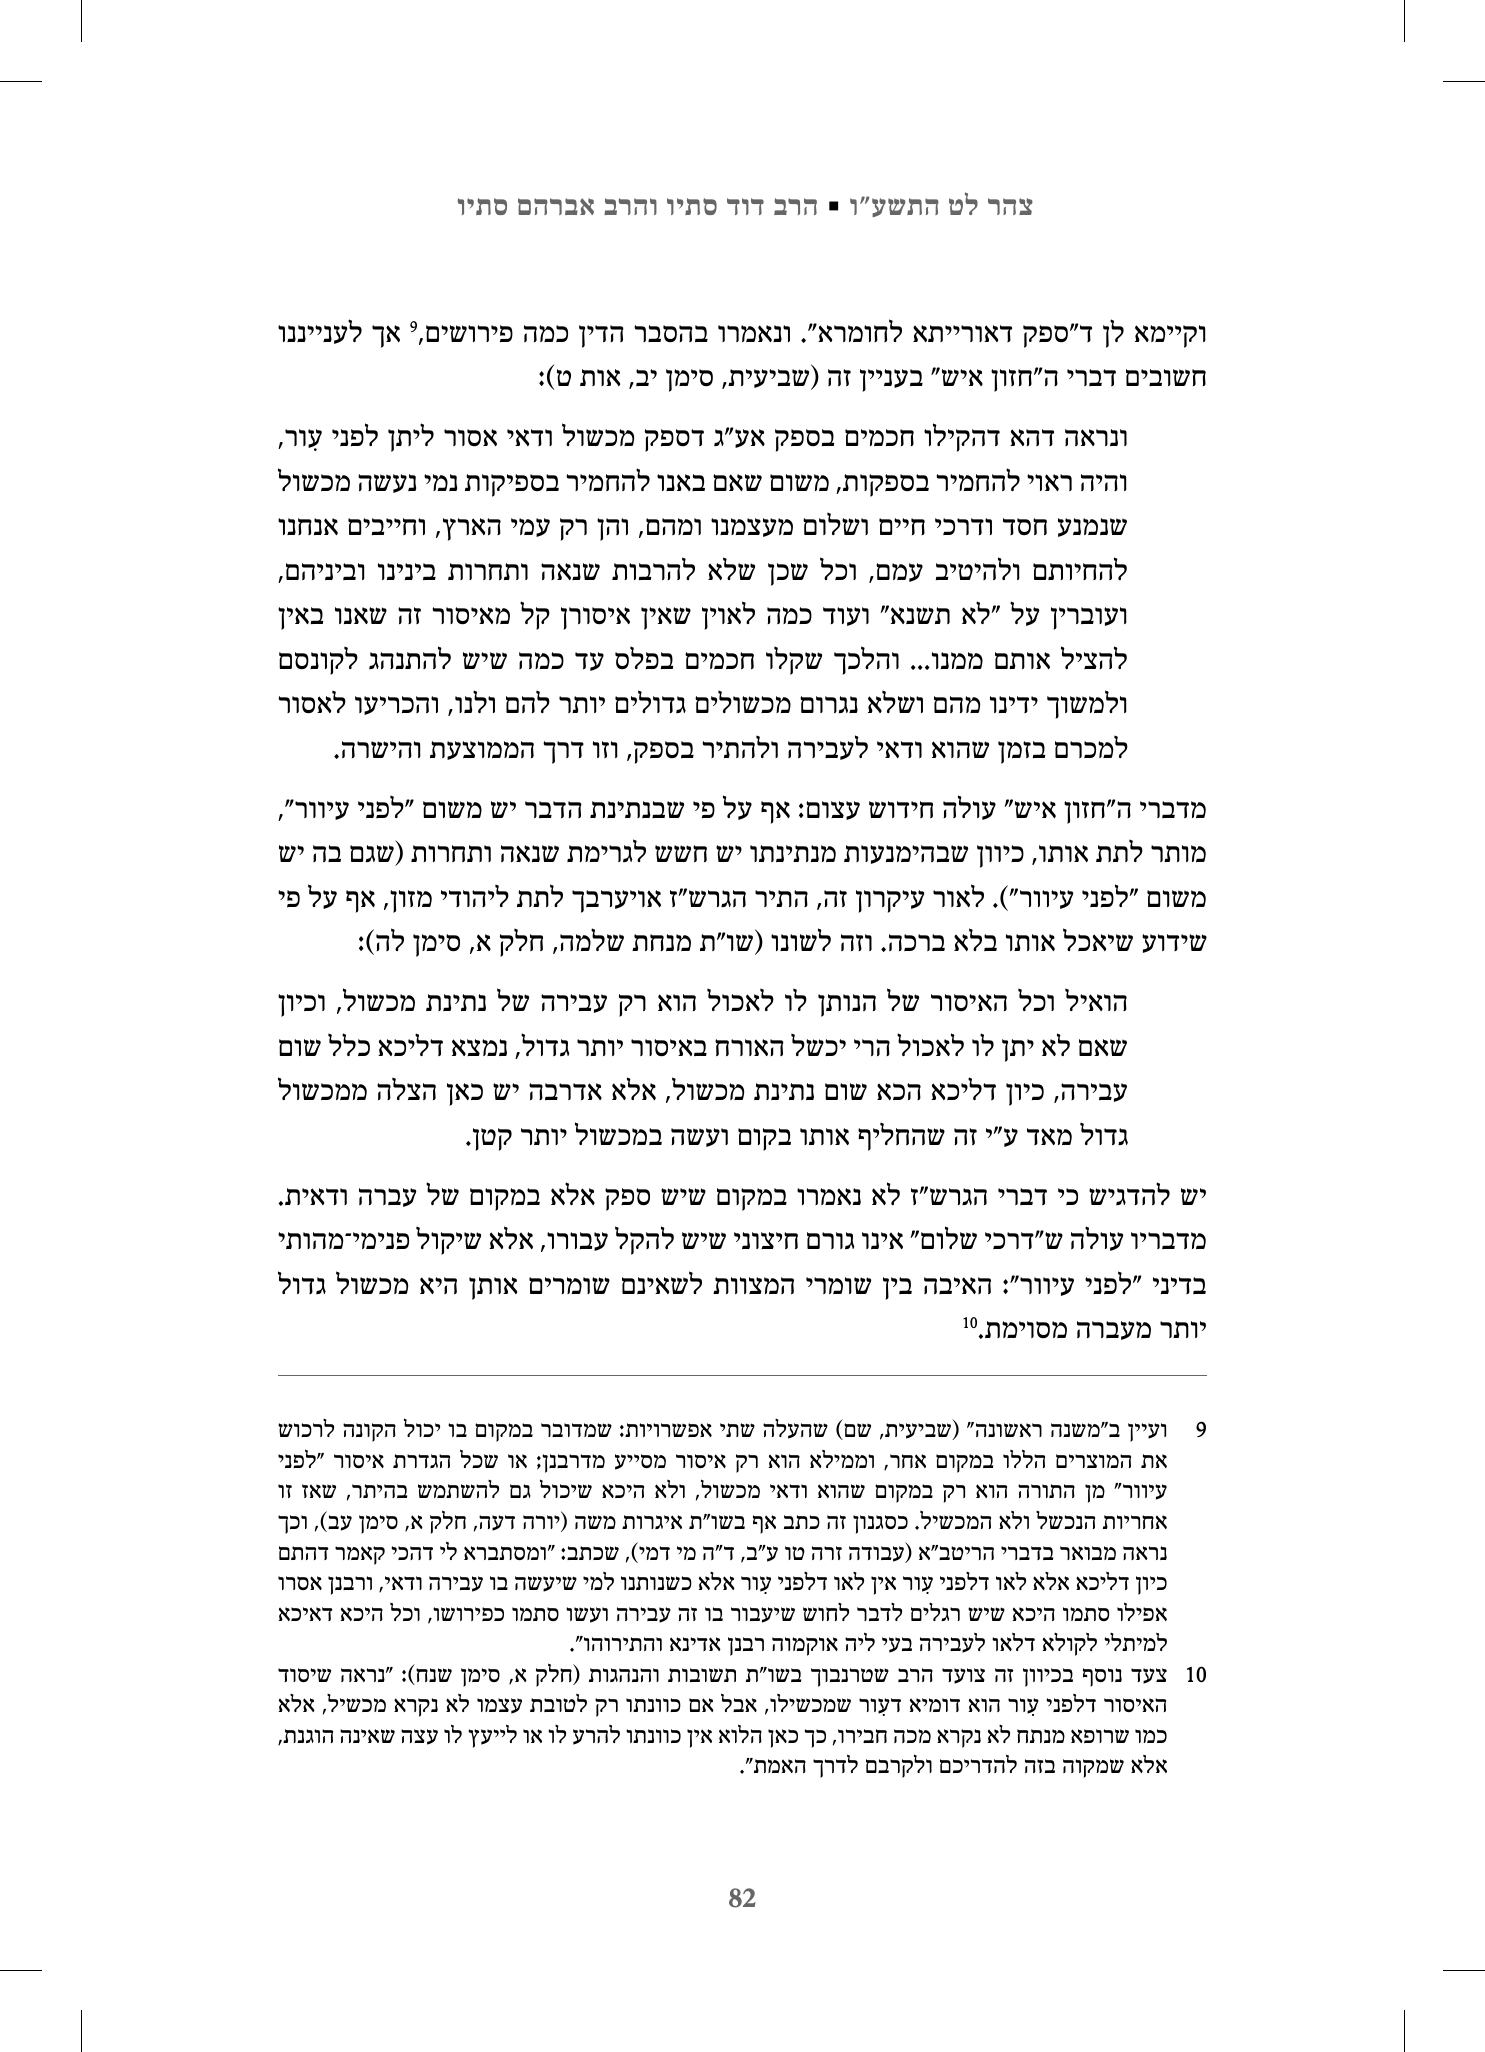 צהר לט התשע"ו ▪ הרב דוד סתיו והרב אברהם סתיו
וקיימא לן ד"ספק דאורייתא לחומרא". ונאמרו בהסבר הדין כמה פירושים,9 אך לענייננו
חשובים דברי ה"חזון איש" בעניין זה (שביעית, סימן יב, אות ט):
ונראה דהא דהקילו חכמים בספק אע"ג דספק מכשול ודאי אסור ליתן לפני עִור,
והיה ראוי להחמיר בספקות, משום שאם באנו להחמיר בספיקות נמי נעשה מכשול
שנמנע חסד ודרכי חיים ושלום מעצמנו ומהם, והן רק עמי הארץ, וחייבים אנחנו
להחיותם ולהיטיב עמם, וכל שכן שלא להרבות שנאה ותחרות בינינו וביניהם,
ועוברין על "לא תשנא" ועוד כמה לאוין שאין איסורן קל מאיסור זה שאנו באין
להציל אותם ממנו... והלכך שקלו חכמים בפלס עד כמה שיש להתנהג לקונסם
ולמשוך ידינו מהם ושלא נגרום מכשולים גדולים יותר להם ולנו, והכריעו לאסור
למכרם בזמן שהוא ודאי לעבירה ולהתיר בספק, וזו דרך הממוצעת והישרה.
מדברי ה"חזון איש" עולה חידוש עצום: אף על פי שבנתינת הדבר יש משום "לפני עיוור",
מותר לתת אותו, כיוון שבהימנעות מנתינתו יש חשש לגרימת שנאה ותחרות (שגם בה יש
משום "לפני עיוור"). לאור עיקרון זה, התיר הגרש"ז אויערבך לתת ליהודי מזון, אף על פי
שידוע שיאכל אותו בלא ברכה. וזה לשונו (שו"ת מנחת שלמה, חלק א, סימן לה):
הואיל וכל האיסור של הנותן לו לאכול הוא רק עבירה של נתינת מכשול, וכיון
שאם לא יתן לו לאכול הרי יכשל האורח באיסור יותר גדול, נמצא דליכא כלל שום
עבירה, כיון דליכא הכא שום נתינת מכשול, אלא אדרבה יש כאן הצלה ממכשול
גדול מאד ע"י זה שהחליף אותו בקום ועשה במכשול יותר קטן.
יש להדגיש כי דברי הגרש"ז לא נאמרו במקום שיש ספק אלא במקום של עברה ודאית.
מדבריו עולה ש"דרכי שלום" אינו גורם חיצוני שיש להקל עבורו, אלא שיקול פנימי־מהותי
בדיני "לפני עיוור": האיבה בין שומרי המצוות לשאינם שומרים אותן היא מכשול גדול
יותר מעברה מסוימת.10
9 ועיין ב"משנה ראשונה" (שביעית, שם) שהעלה שתי אפשרויות: שמדובר במקום בו יכול הקונה לרכוש
את המוצרים הללו במקום אחר, וממילא הוא רק איסור מסייע מדרבנן; או שכל הגדרת איסור "לפני
עיוור" מן התורה הוא רק במקום שהוא ודאי מכשול, ולא היכא שיכול גם להשתמש בהיתר, שאז זו
אחריות הנכשל ולא המכשיל. כסגנון זה כתב אף בשו"ת איגרות משה (יורה דעה, חלק א, סימן עב), וכך
נראה מבואר בדברי הריטב"א (עבודה זרה טו ע"ב, ד"ה מי דמי), שכתב: "ומסתברא לי דהכי קאמר דהתם
כיון דליכא אלא לאו דלפני עִור אין לאו דלפני עִור אלא כשנותנו למי שיעשה בו עבירה ודאי, ורבנן אסרו
אפילו סתמו היכא שיש רגלים לדבר לחוש שיעבור בו זה עבירה ועשו סתמו כפירושו, וכל היכא דאיכא
למיתלי לקולא דלאו לעבירה בעי ליה אוקמוה רבנן אדינא והתירוהו".
10 צעד נוסף בכיוון זה צועד הרב שטרנבוך בשו"ת תשובות והנהגות (חלק א, סימן שנח): "נראה שיסוד
האיסור דלפני עִור הוא דומיא דעִור שמכשילו, אבל אם כוונתו רק לטובת עצמו לא נקרא מכשיל, אלא
כמו שרופא מנתח לא נקרא מכה חבירו, כך כאן הלוא אין כוונתו להרע לו או לייעץ לו עצה שאינה הוגנת,
אלא שמקוה בזה להדריכם ולקרבם לדרך האמת".
82